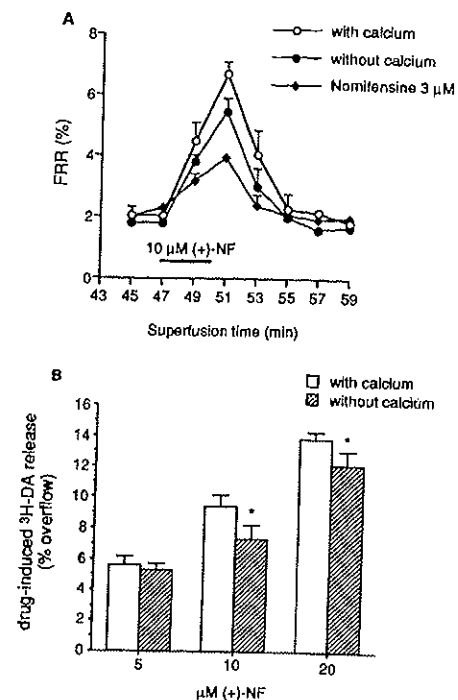 A
with calcium
without calcium
Nomifensine 3 µM
8
6
4
2
0
FRR (%)
10 µM (+)-NF
43 45 47 49 51 53 55 57 59
Superfusion time (min)
B
with calcium
without calcium
16
14
12
10
8
6
4
2
0
drug-induced ³H-DA release
(% overflow)
*
*
5 10 20
µM (+)-NF